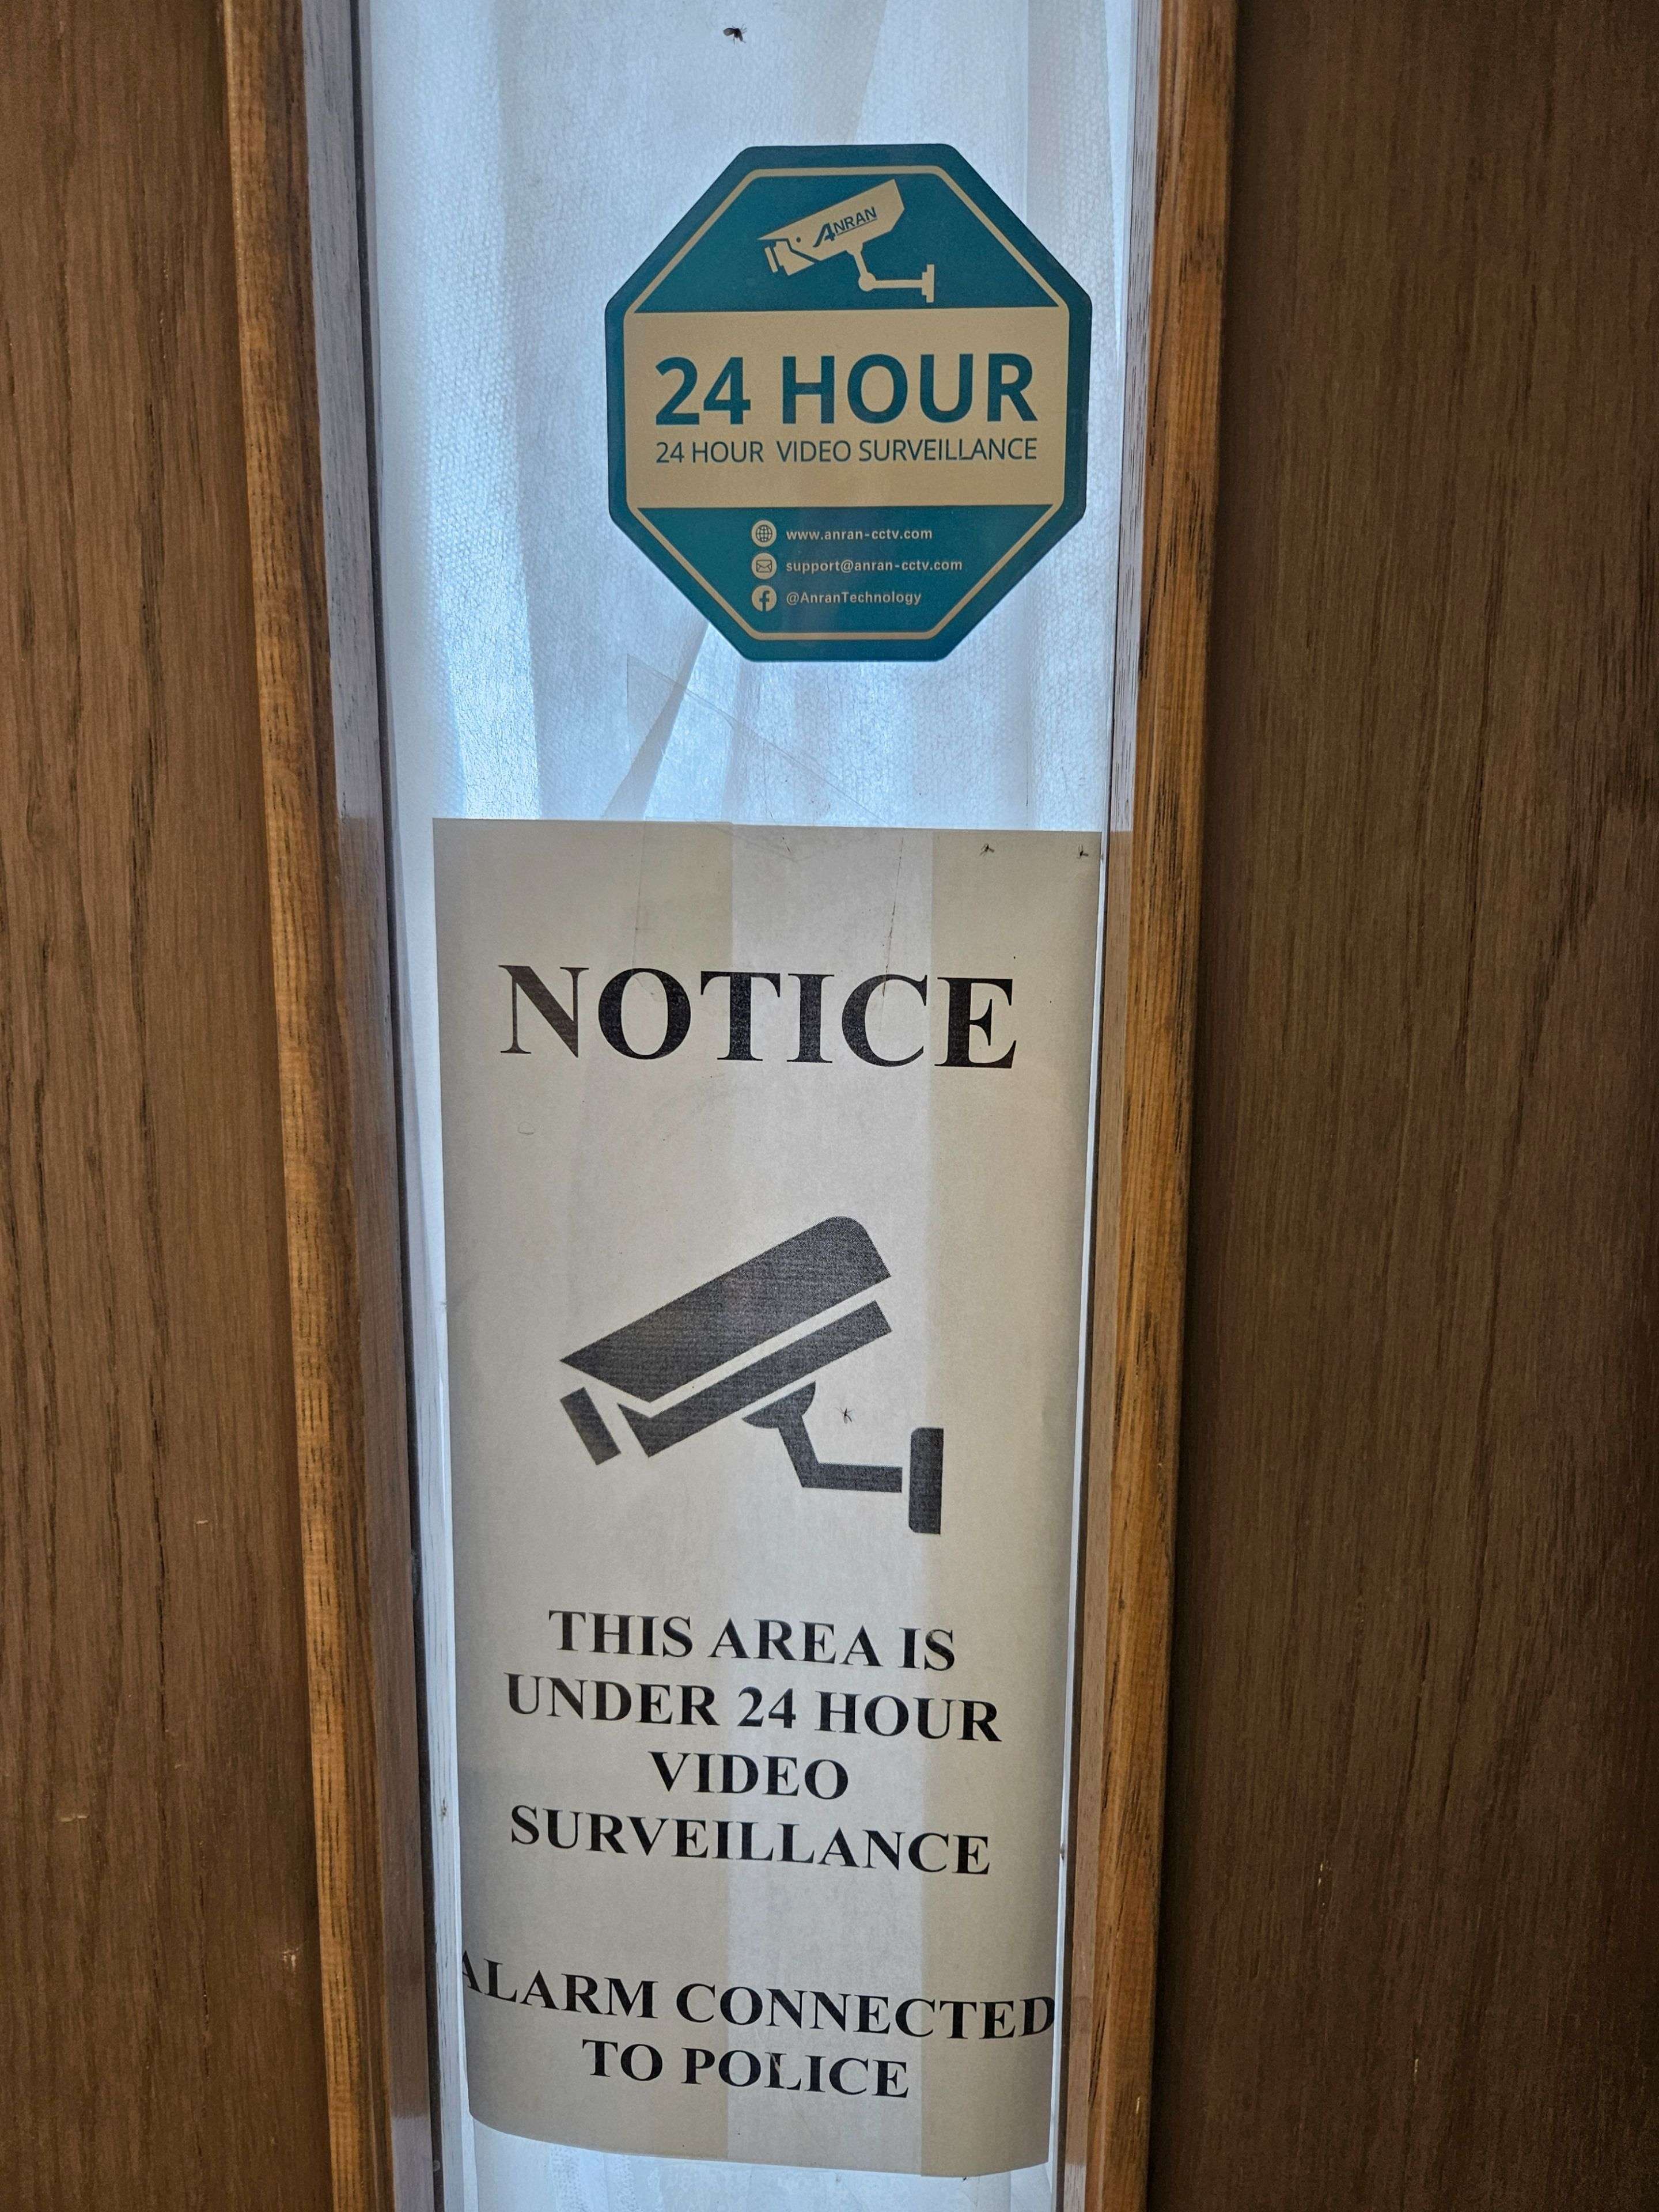 ANRAN
24 HOUR
24 HOUR VIDEO SURVEILLANCE
www.anran-cctv.com
support@anran-cctv.com
@AnranTechnology
NOTICE
THIS AREA IS
UNDER 24 HOUR
VIDEO
SURVEILLANCE
ALARM CONNECTED
TO POLICE